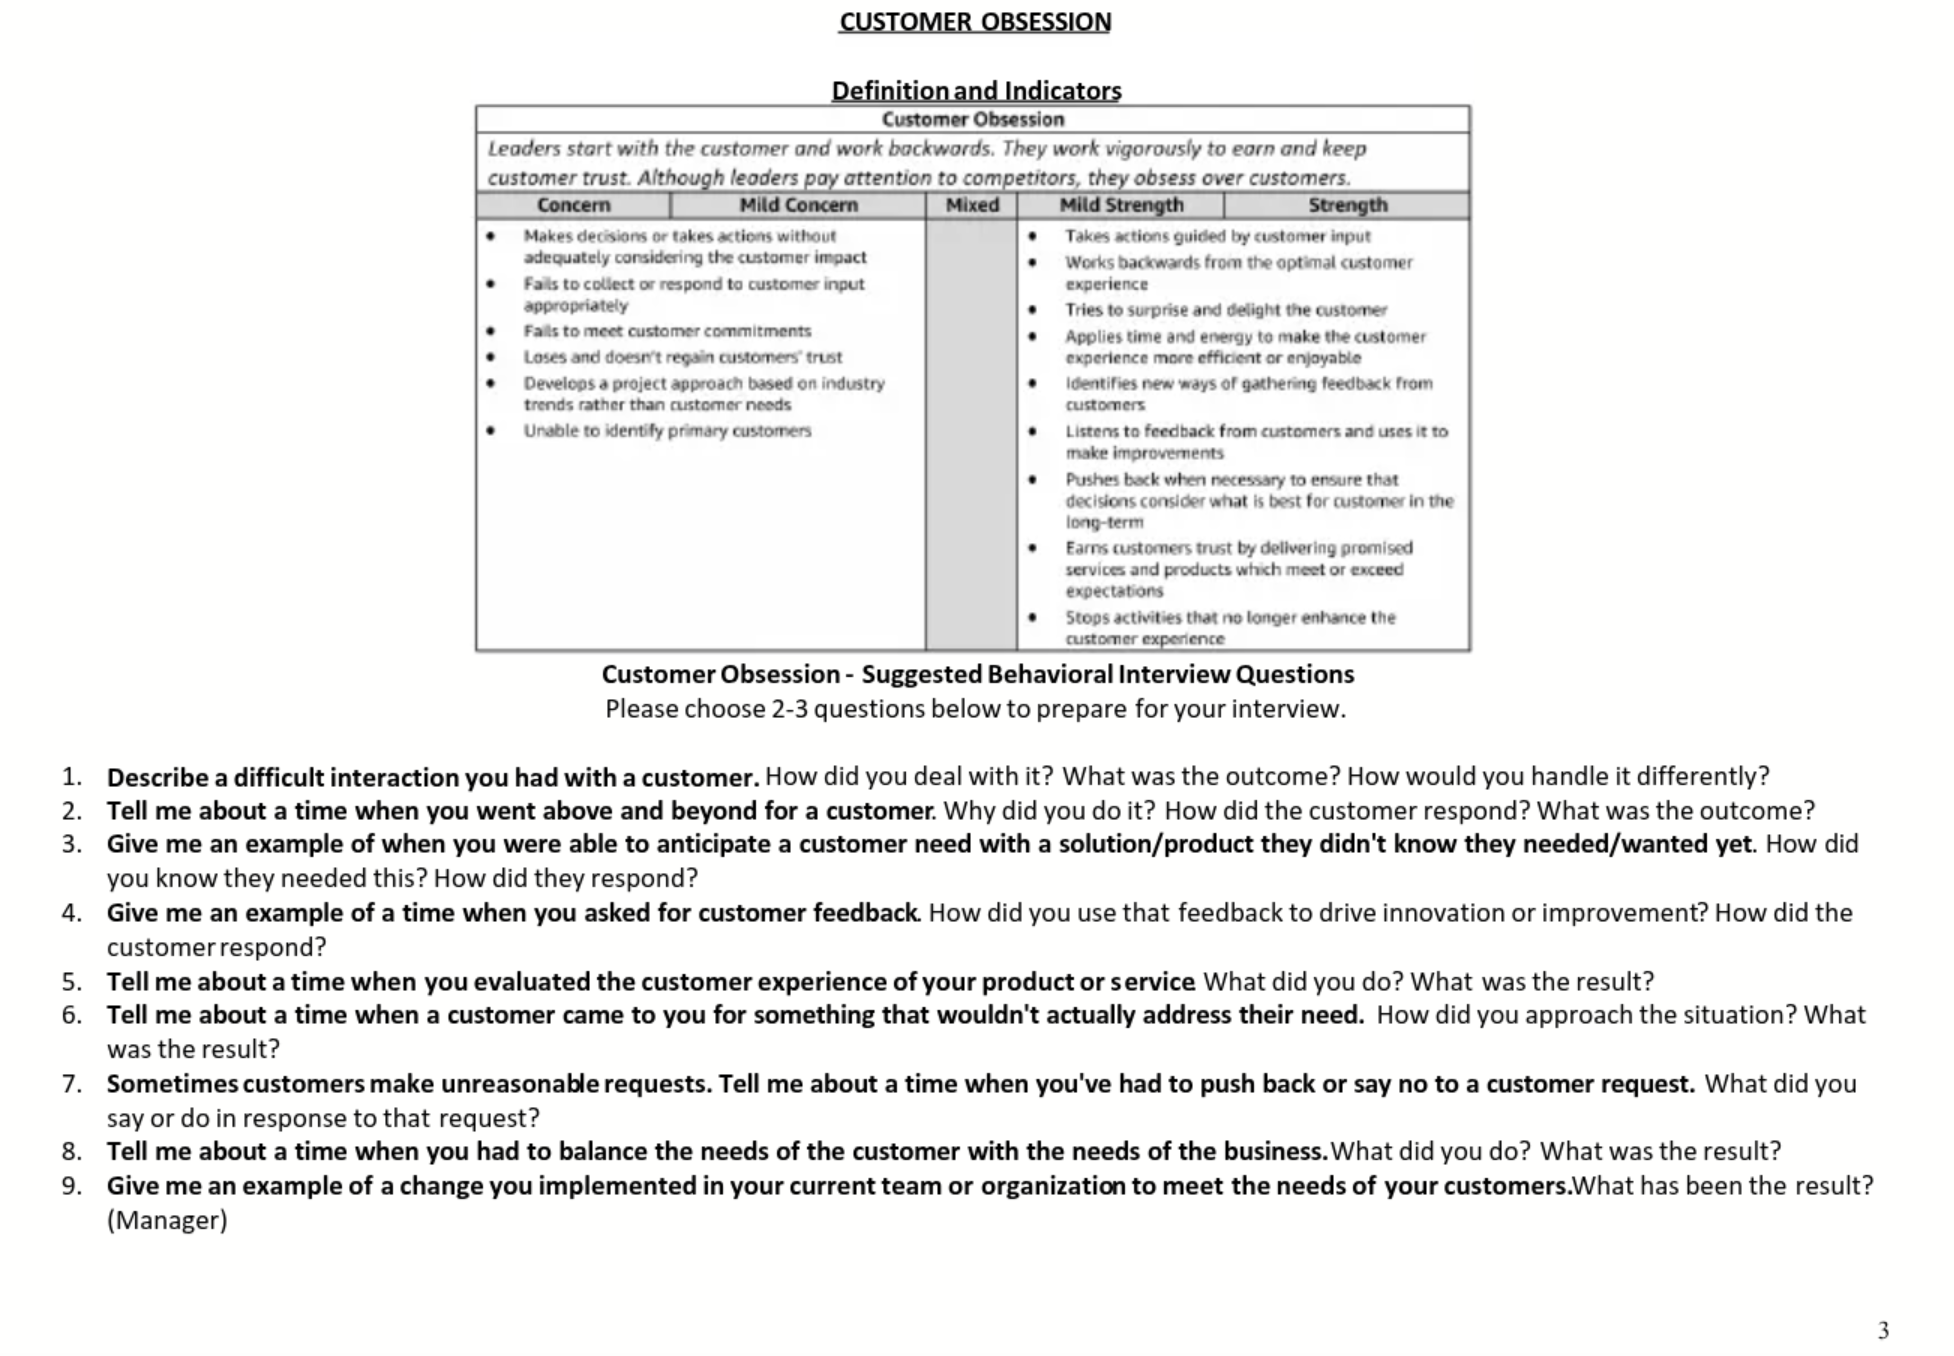 CUSTOMER OBSESSION
Definition and Indicators
Customer Obsession
Leaders start with the customer and work backwards. They work vigorously to earn and keep
customer trust. Although leaders pay attention to competitors, they obsess over customers.
Concern Mild Concern Mixed Mild Strength Strength
• Makes decisions or takes actions without
adequately considering the customer impact
• Fails to collect or respond to customer input
appropriately
• Fails to meet customer commitments
• Loses and doesn't regain customers' trust
• Develops a project approach based on industry
trends rather than customer needs
• Unable to identify primary customers
• Takes actions guided by customer input
• Works backwards from the optimal customer
experience
• Tries to surprise and delight the customer
• Applies time and energy to make the customer
experience more efficient or enjoyable
• Identifies new ways of gathering feedback from
customers
• Listens to feedback from customers and uses it to
make improvements
• Pushes back when necessary to ensure that
decisions consider what is best for customer in the
long-term
• Earns customers trust by delivering promised
services and products which meet or exceed
expectations
• Stops activities that no longer enhance the
customer experience
Customer Obsession - Suggested Behavioral Interview Questions
Please choose 2-3 questions below to prepare for your interview.
1. Describe a difficult interaction you had with a customer. How did you deal with it? What was the outcome? How would you handle it differently?
2. Tell me about a time when you went above and beyond for a customer. Why did you do it? How did the customer respond? What was the outcome?
3. Give me an example of when you were able to anticipate a customer need with a solution/product they didn't know they needed/wanted yet. How did
you know they needed this? How did they respond?
4. Give me an example of a time when you asked for customer feedback. How did you use that feedback to drive innovation or improvement? How did the
customer respond?
5. Tell me about a time when you evaluated the customer experience of your product or service What did you do? What was the result?
6. Tell me about a time when a customer came to you for something that wouldn't actually address their need. How did you approach the situation? What
was the result?
7. Sometimes customers make unreasonable requests. Tell me about a time when you've had to push back or say no to a customer request. What did you
say or do in response to that request?
8. Tell me about a time when you had to balance the needs of the customer with the needs of the business.What did you do? What was the result?
9. Give me an example of a change you implemented in your current team or organization to meet the needs of your customers.What has been the result?
(Manager)
3